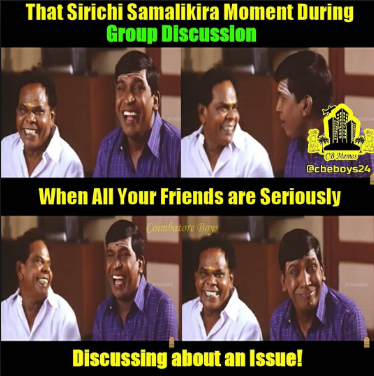 That Sirichi Samalikira Moment During
Group Discussion
CB Memes
@cbeboys24
When All Your Friends are Seriously
Coimbatore Boys
Discussing about an Issue!